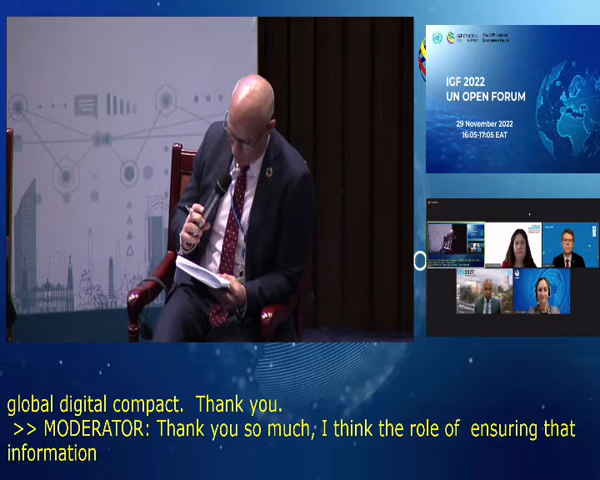 IGF 2022
UN OPEN FORUM
29 November 2022
16:05-17:05 EAT
global digital compact.  Thank you.
>> MODERATOR: Thank you so much, I think the role of  ensuring that
information